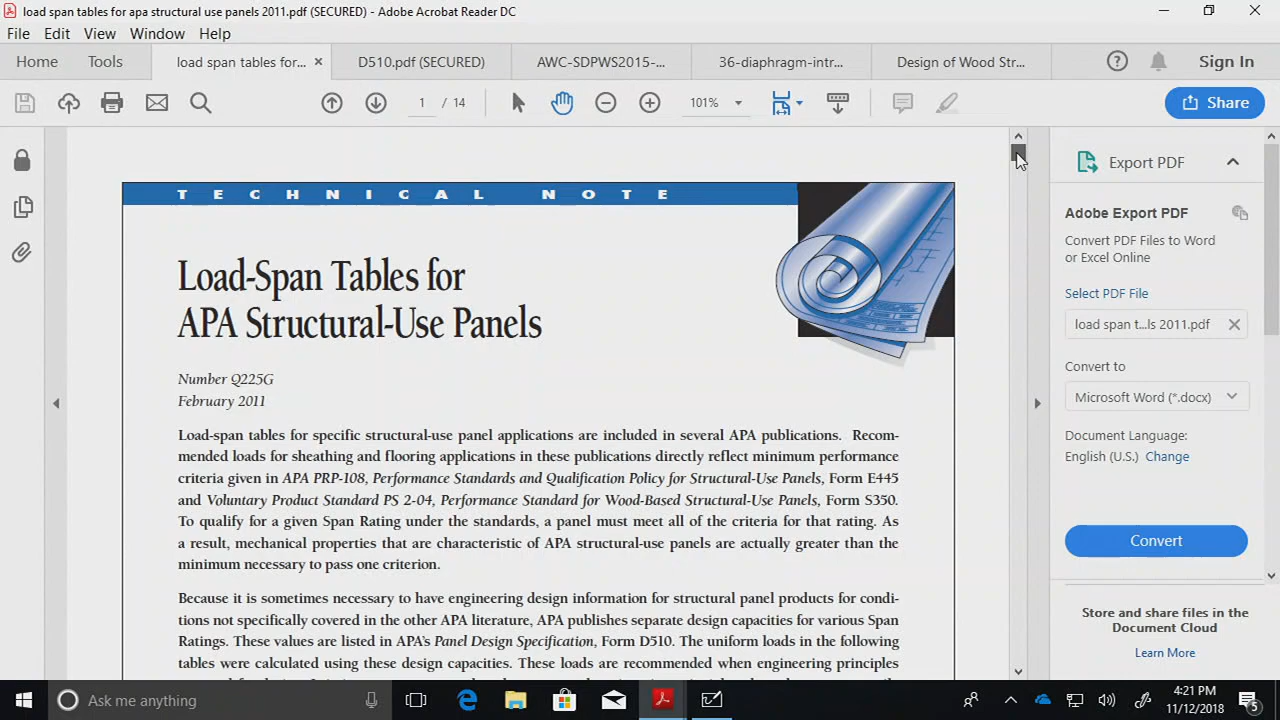 load span tables for apa structural use panels 2011.pdf (SECURED) - Adobe Acrobat Reader DC
File Edit View Window Help
Home Tools load span tables for... × D510.pdf (SECURED) AWC-SDPWS2015-... 36-diaphragm-intr... Design of Wood Str... Sign In
1 / 14 101% Share
TECHNICAL NOTE
Load-Span Tables for
APA Structural-Use Panels
Number Q225G
February 2011
Load-span tables for specific structural-use panel applications are included in several APA publications. Recom-
mended loads for sheathing and flooring applications in these publications directly reflect minimum performance
criteria given in APA PRP-108, Performance Standards and Qualification Policy for Structural-Use Panels, Form E445
and Voluntary Product Standard PS 2-04, Performance Standard for Wood-Based Structural-Use Panels, Form S350.
To qualify for a given Span Rating under the standards, a panel must meet all of the criteria for that rating. As
a result, mechanical properties that are characteristic of APA structural-use panels are actually greater than the
minimum necessary to pass one criterion.
Because it is sometimes necessary to have engineering design information for structural panel products for condi-
tions not specifically covered in the other APA literature, APA publishes separate design capacities for various Span
Ratings. These values are listed in APA's Panel Design Specification, Form D510. The uniform loads in the following
tables were calculated using these design capacities. These loads are recommended when engineering principles
Export PDF
Adobe Export PDF
Convert PDF Files to Word
or Excel Online
Select PDF File
load span t...ls 2011.pdf
Convert to
Microsoft Word (*.docx)
Document Language:
English (U.S.) Change
Convert
Store and share files in the
Document Cloud
Learn More
Ask me anything
4:21 PM
11/12/2018
5